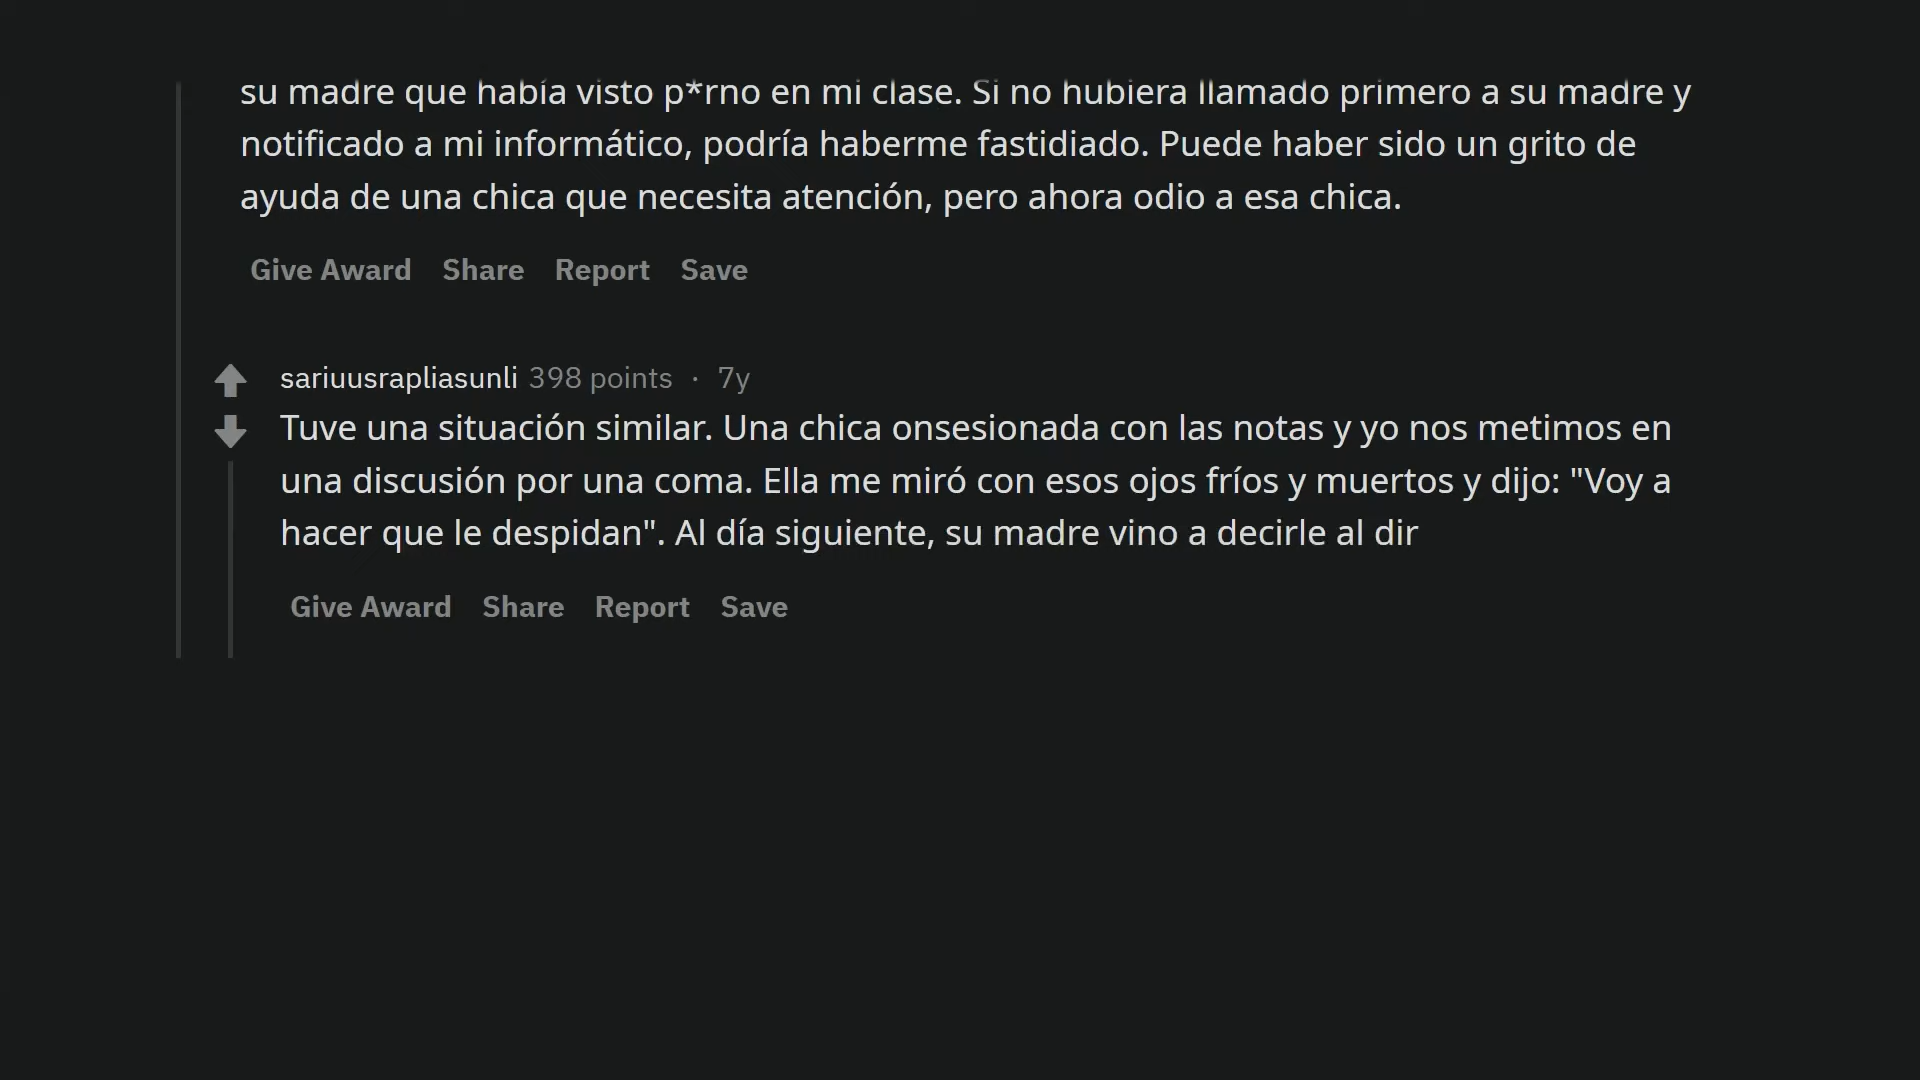 su madre que había visto p*rno en mi clase. Si no hubiera llamado primero a su madre y
notificado a mi informático, podría haberme fastidiado. Puede haber sido un grito de
ayuda de una chica que necesita atención, pero ahora odio a esa chica.
Give Award Share Report Save
sariuusrapliasunli 398 points · 7y
Tuve una situación similar. Una chica onsesionada con las notas y yo nos metimos en
una discusión por una coma. Ella me miró con esos ojos fríos y muertos y dijo: "Voy a
hacer que le despidan". Al día siguiente, su madre vino a decirle al dir
Give Award Share Report Save